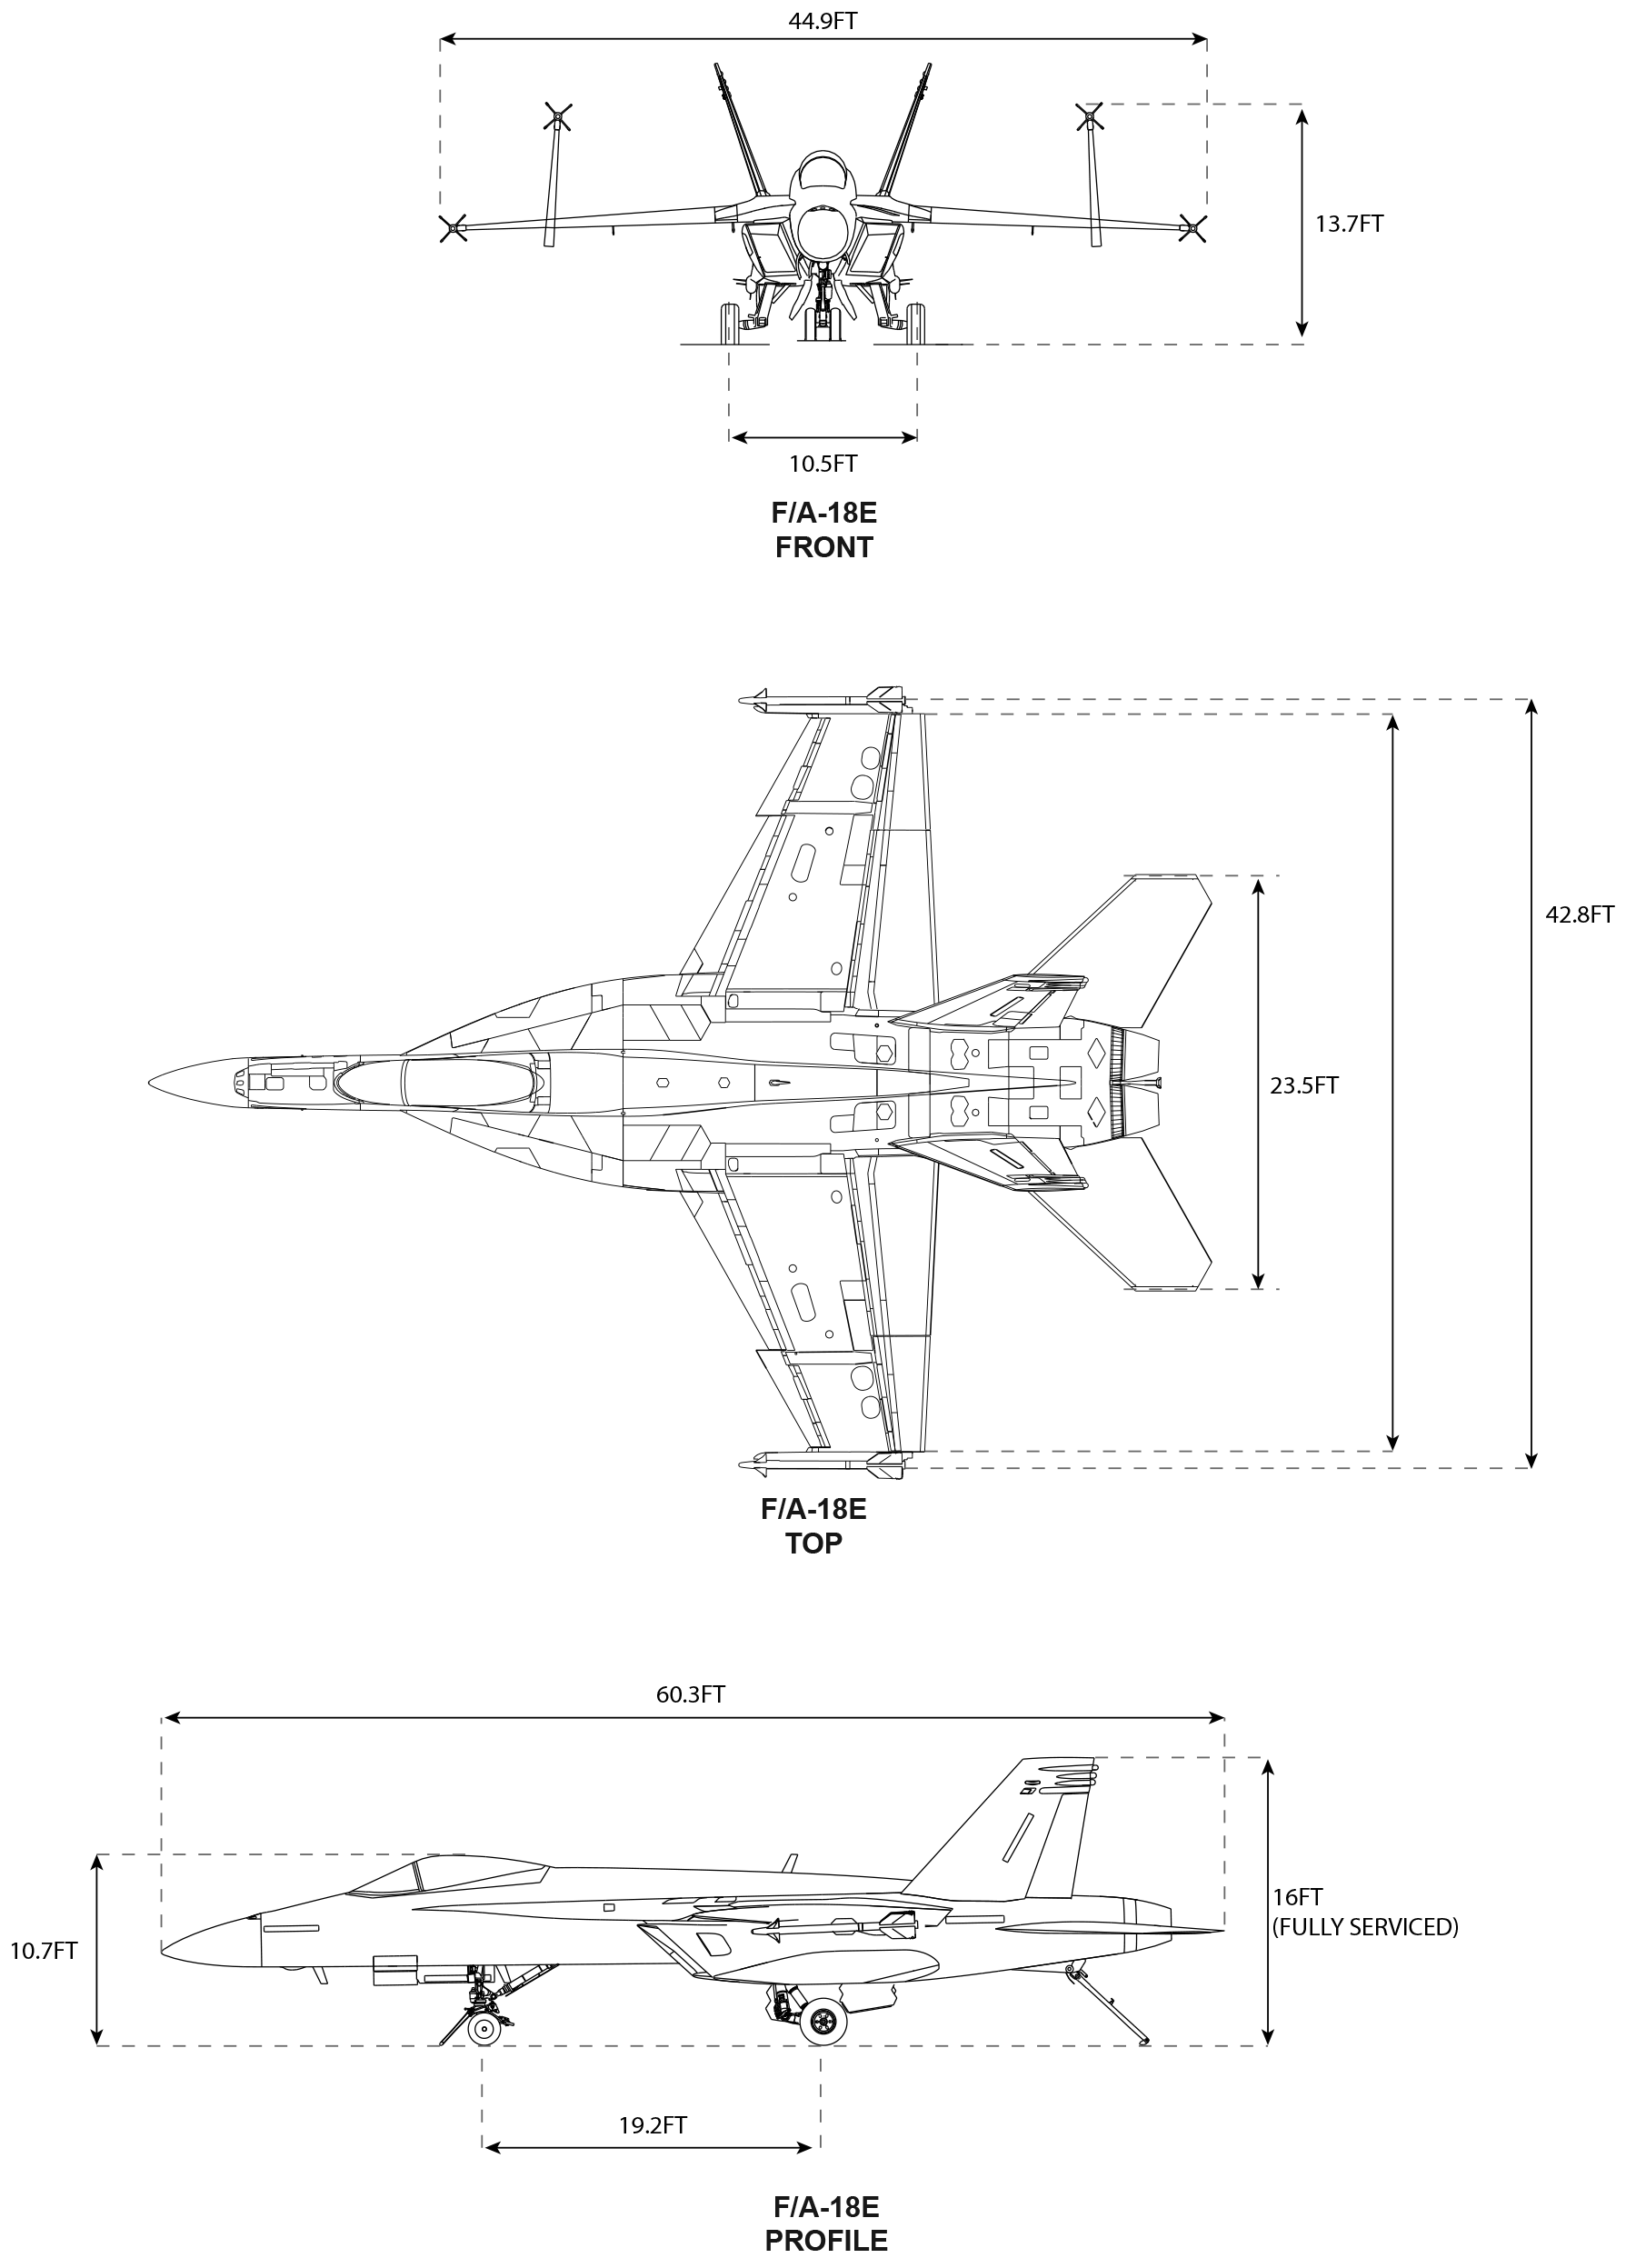 44.9FT
13.7FT
10.5FT
F/A-18E
FRONT
42.8FT
23.5FT
F/A-18E
TOP
60.3FT
16FT
(FULLY SERVICED)
10.7FT
19.2FT
F/A-18E
PROFILE